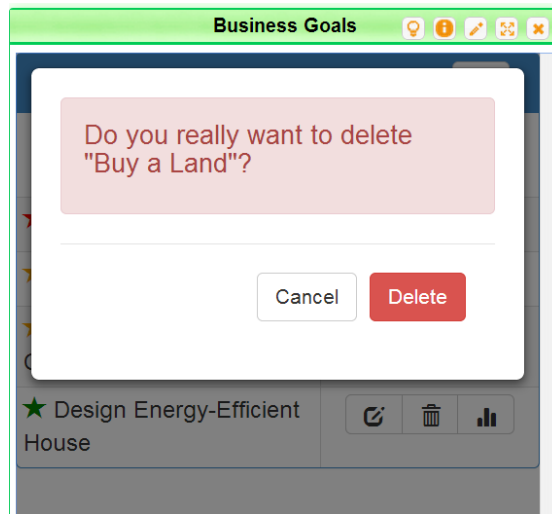 Business Goals
Do you really want to delete
"Buy a Land"?
Cancel Delete
Design Energy-Efficient
House